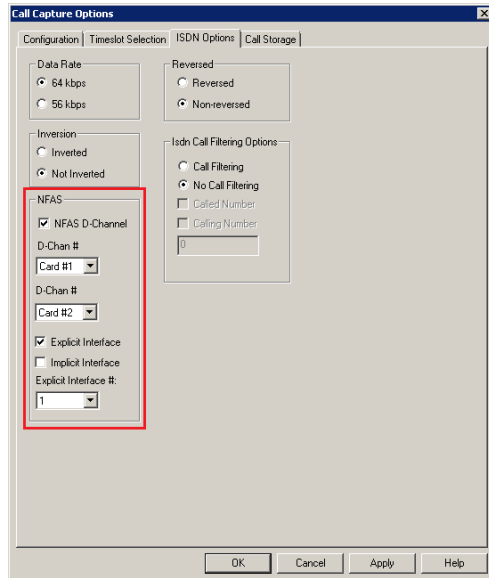 Call Capture Options
Configuration
Timeslot Selection
ISDN Options
Call Storage
Data Rate
64 kbps
56 kbps
Inversion
Inverted
Not Inverted
NFAS
NFAS D-Channel
D-Chan #
Card #1
D-Chan #
Card #2
Explicit Interface
Implicit Interface
Explicit Interface #:
1
Reversed
Reversed
Non-reversed
Isdn Call Filtering Options
Call Filtering
No Call Filtering
Called Number
Calling Number
0
OK
Cancel
Apply
Help